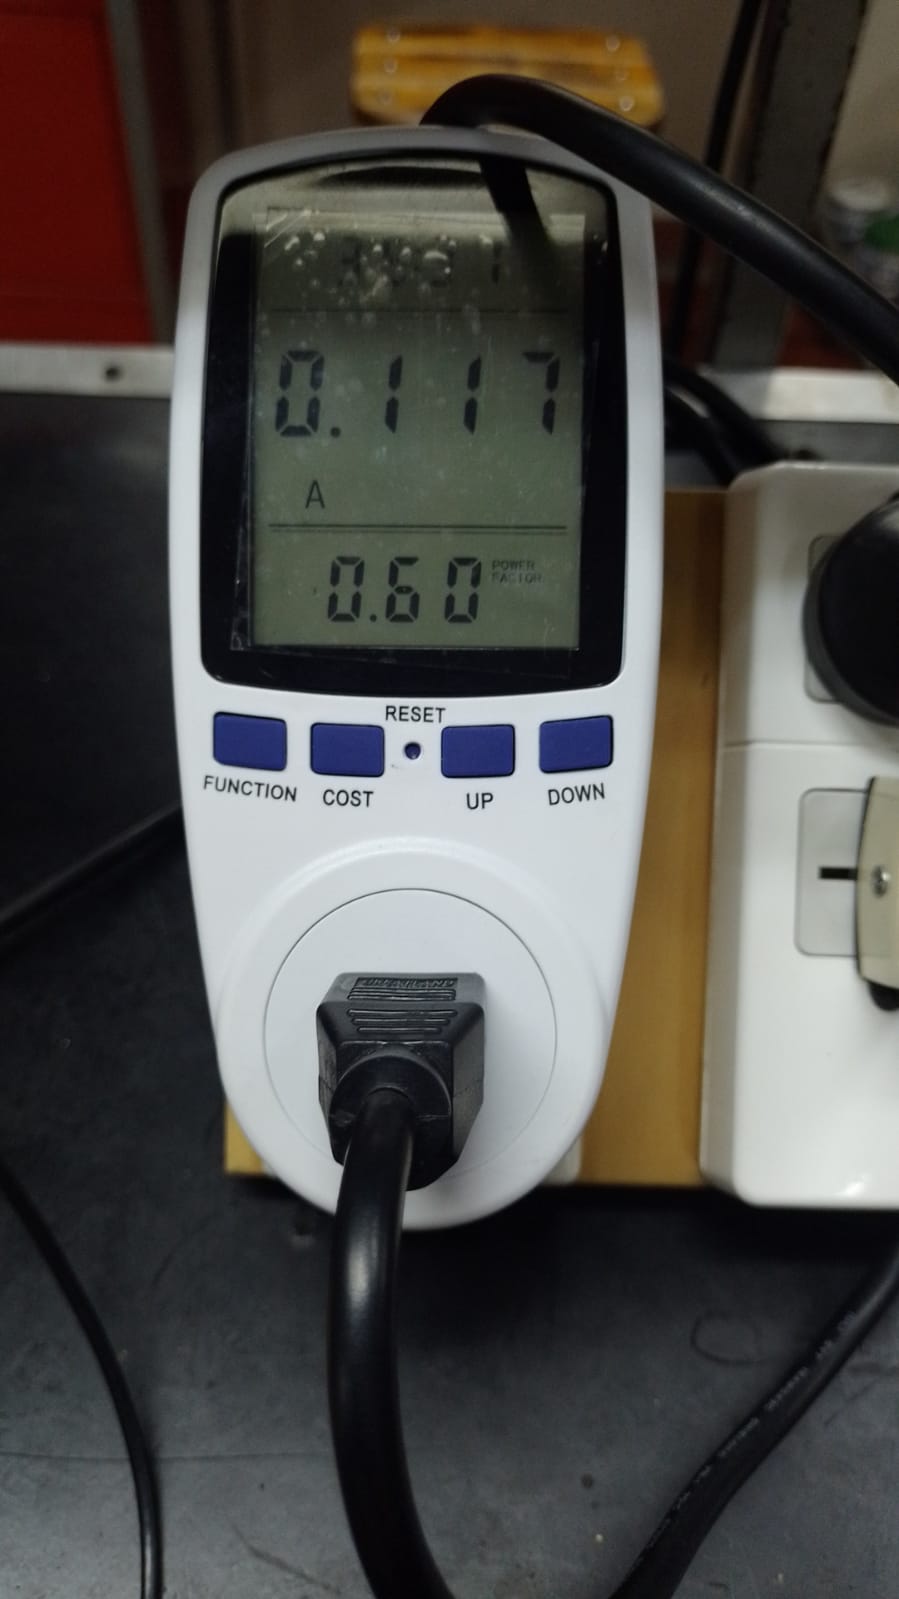 0.117
A
0.60 POWER
FACTOR
RESET
FUNCTION COST UP DOWN